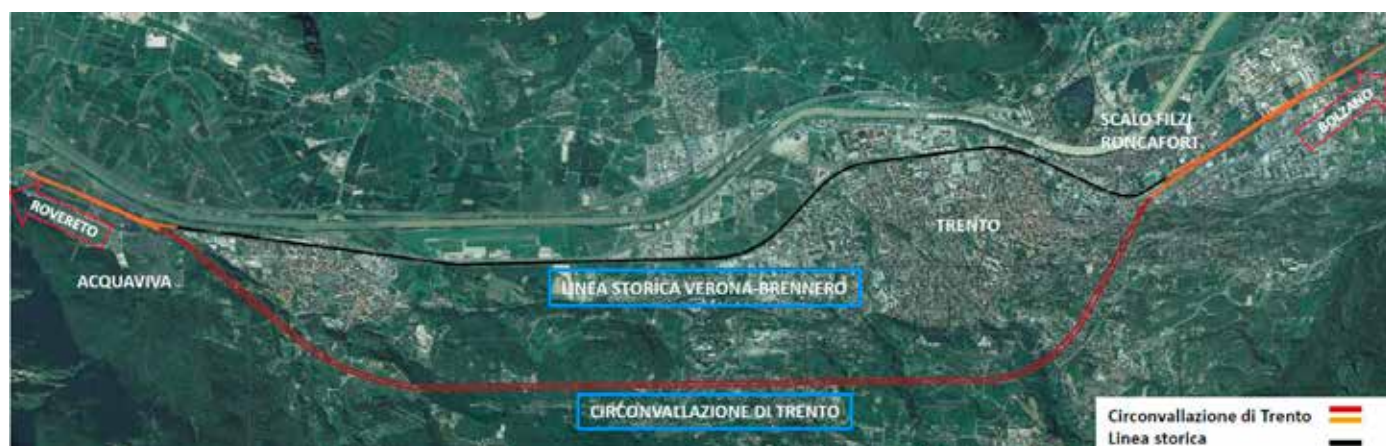 SCALO FILZI
RONCAFORT
BOLZANO
ROVERETO
TRENTO
ACQUAVIVA
LINEA STORICA VERONA-BRENNERO
CIRCONVALLAZIONE DI TRENTO
Circonvallazione di Trento
Linea storica